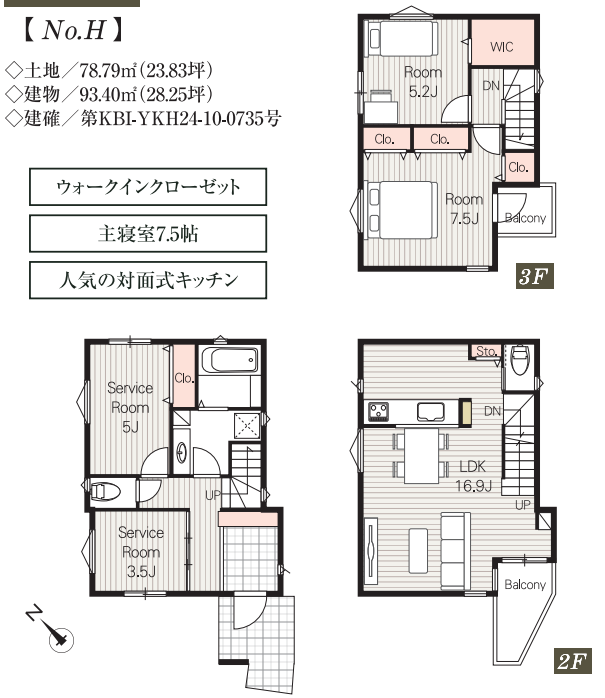 【 No.H 】
◇土地／78.79㎡（23.83坪）
◇建物／93.40㎡（28.25坪）
◇建確／第KBI-YKH24-10-0735号
ウォークインクローゼット
主寝室7.5帖
人気の対面式キッチン
WIC
Room
5.2J
DN
Clo.
Clo.
Clo.
Room
7.5J
Balcony
3F
Service
Room
5J
Clo.
UP
Service
Room
3.5J
Z
Sto.
DN
LDK
16.9J
UP
Balcony
2F